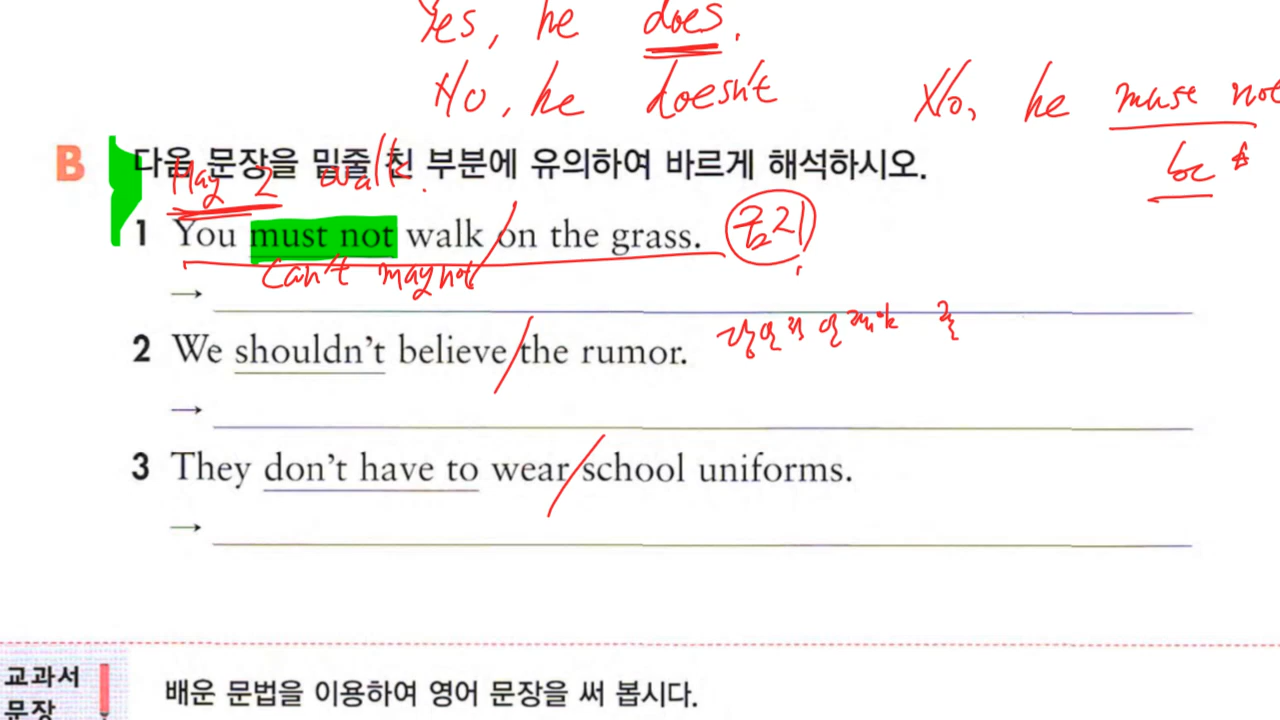 Yes, he does.
No, he doesn't
No, he must not
be
B 다음 문장을 밑줄 친 부분에 유의하여 바르게 해석하시오.
May walk.
1 You must not walk on the grass. 금지
can't may not
→
2 We shouldn't believe the rumor.
→
3 They don't have to wear school uniforms.
→
교과서
문장
배운 문법을 이용하여 영어 문장을 써 봅시다.